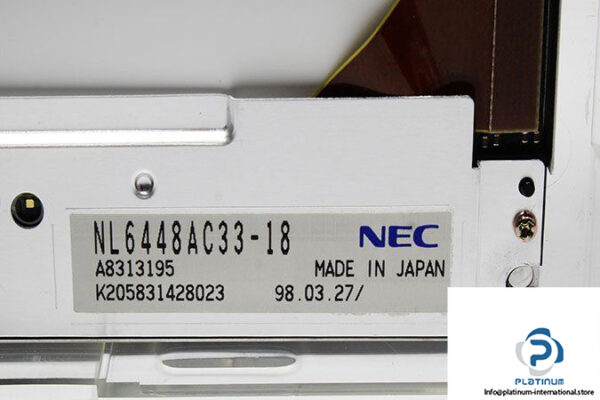 NL6448AC33-18 NEC
A8313195 MADE IN JAPAN
K205831428023 98.03.27/
PLATINUM
Info@platinum-international.store